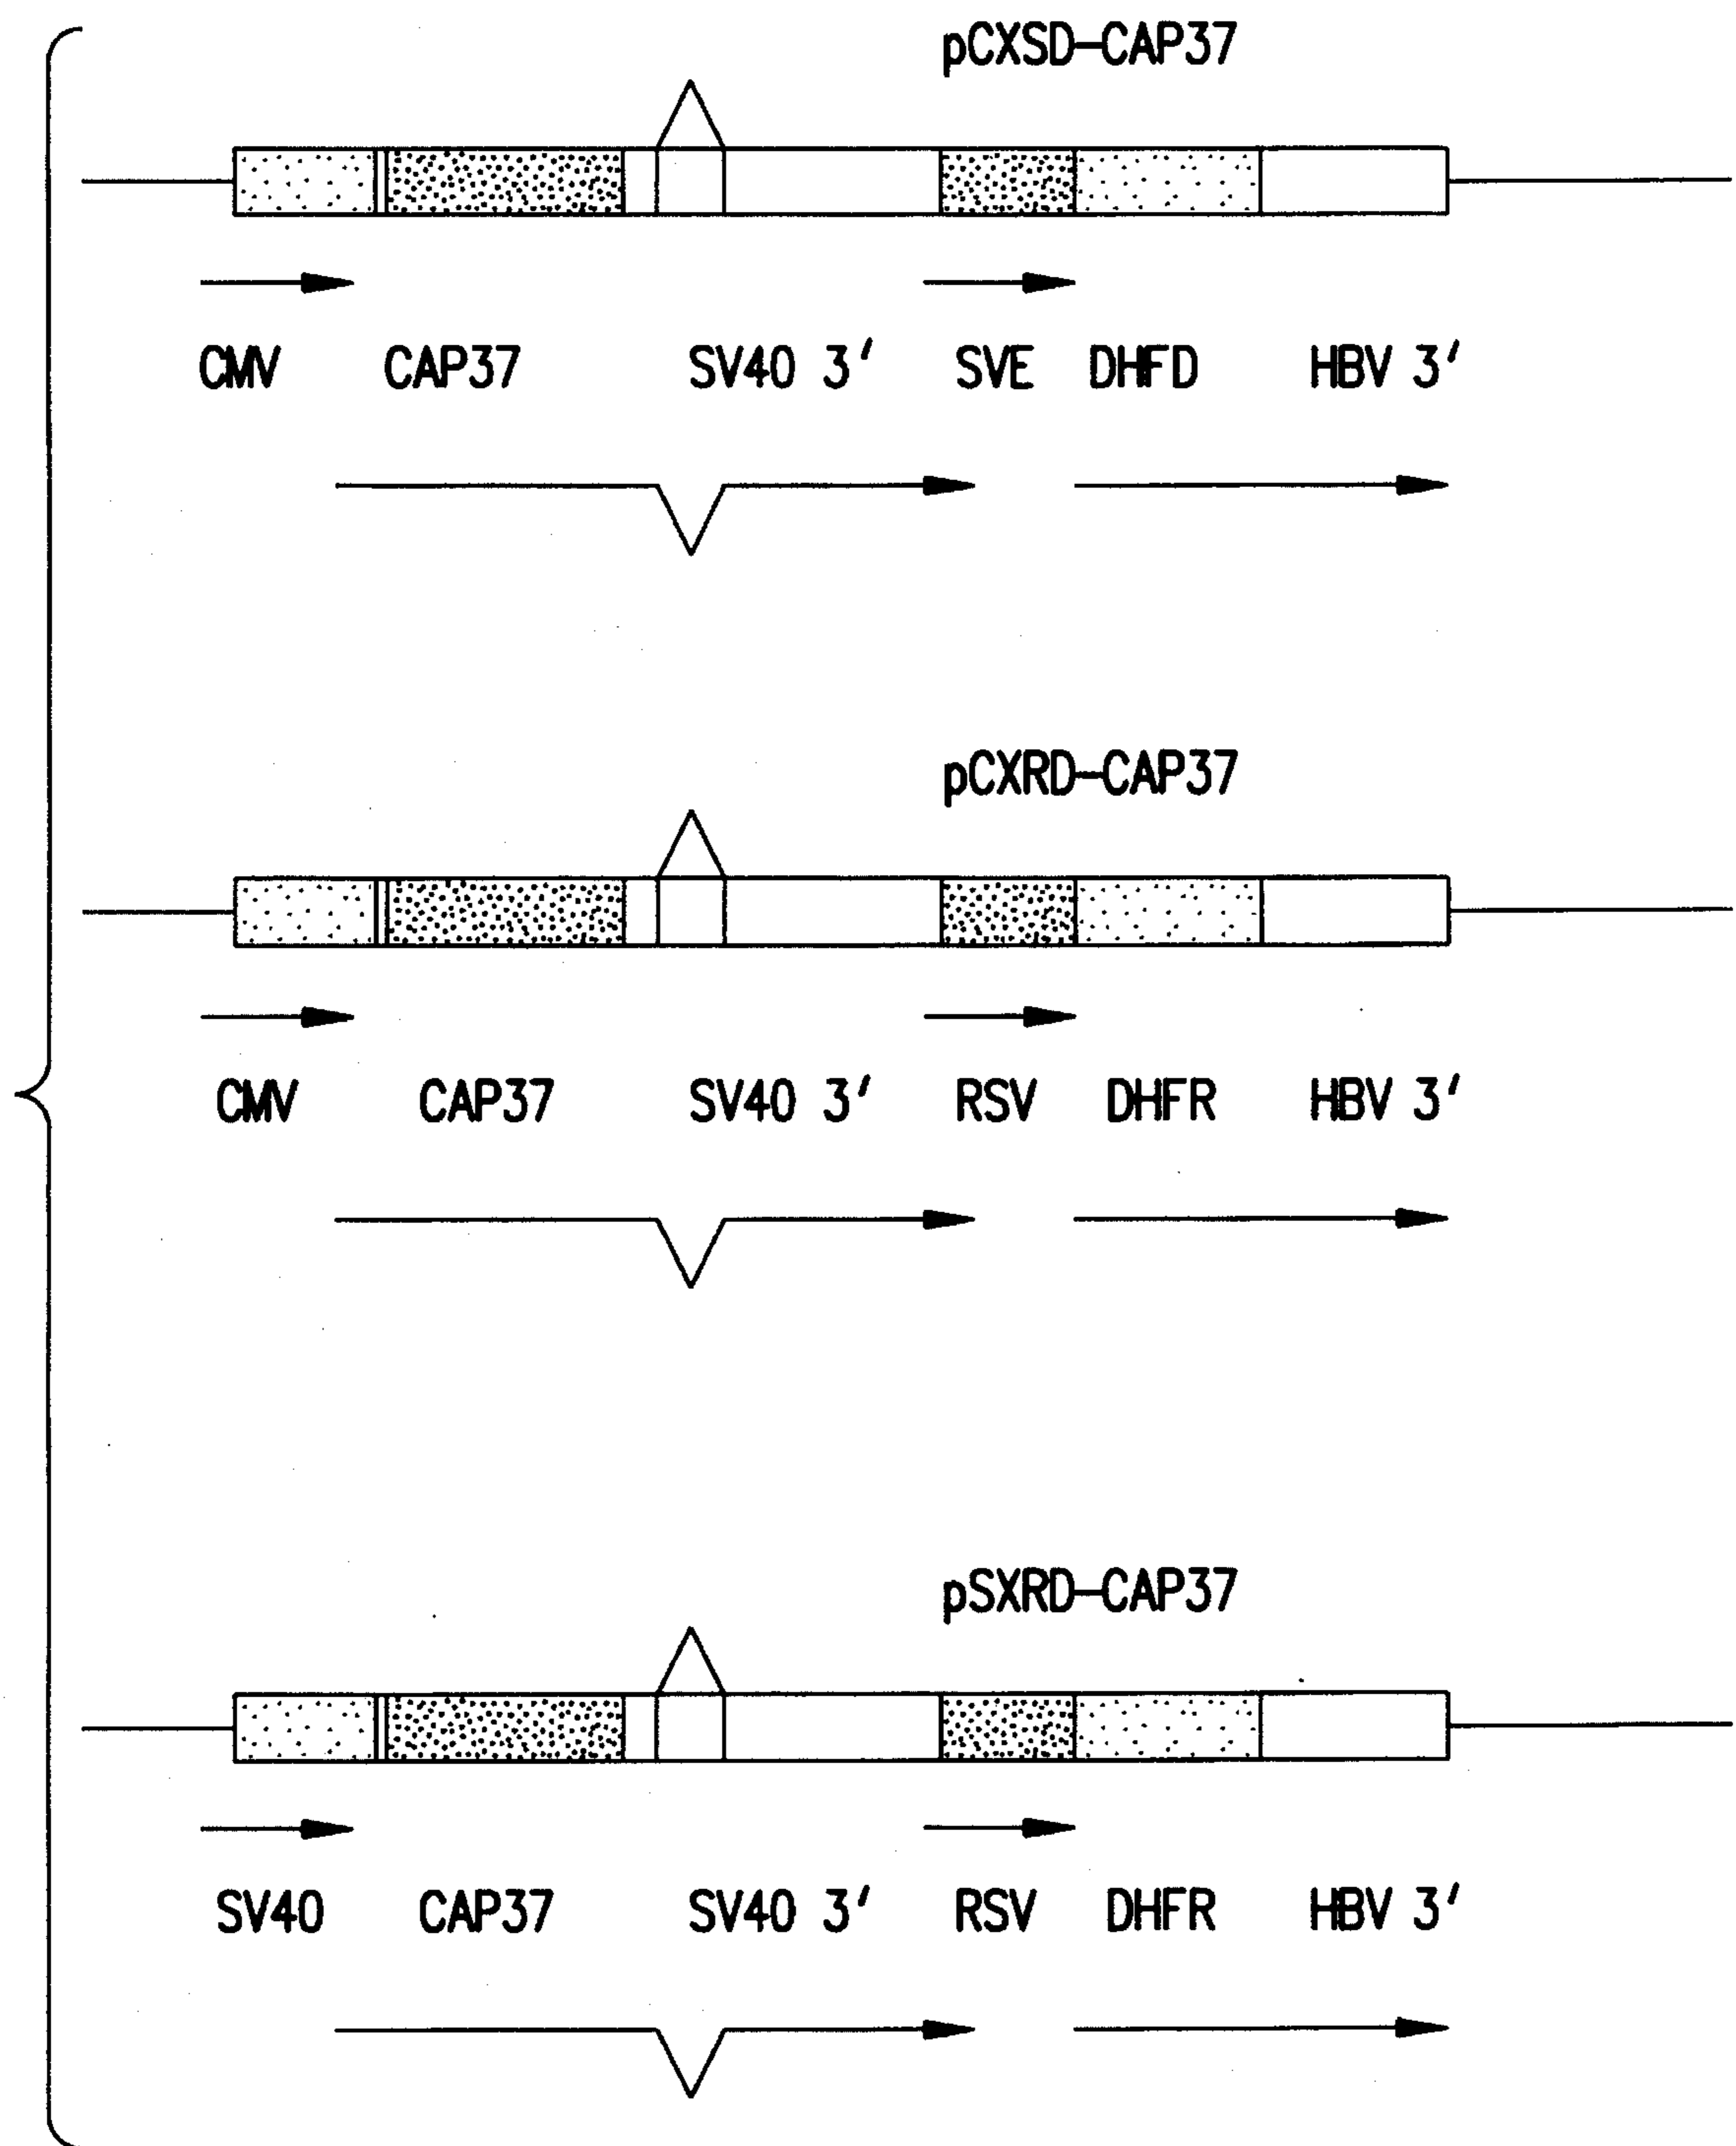 pCXSD-CAP37
CMV CAP37 SV40 3′ SVE DHFD HBV 3′
pCXRD-CAP37
CMV CAP37 SV40 3′ RSV DHFR HBV 3′
pSXRD-CAP37
SV40 CAP37 SV40 3′ RSV DHFR HBV 3′